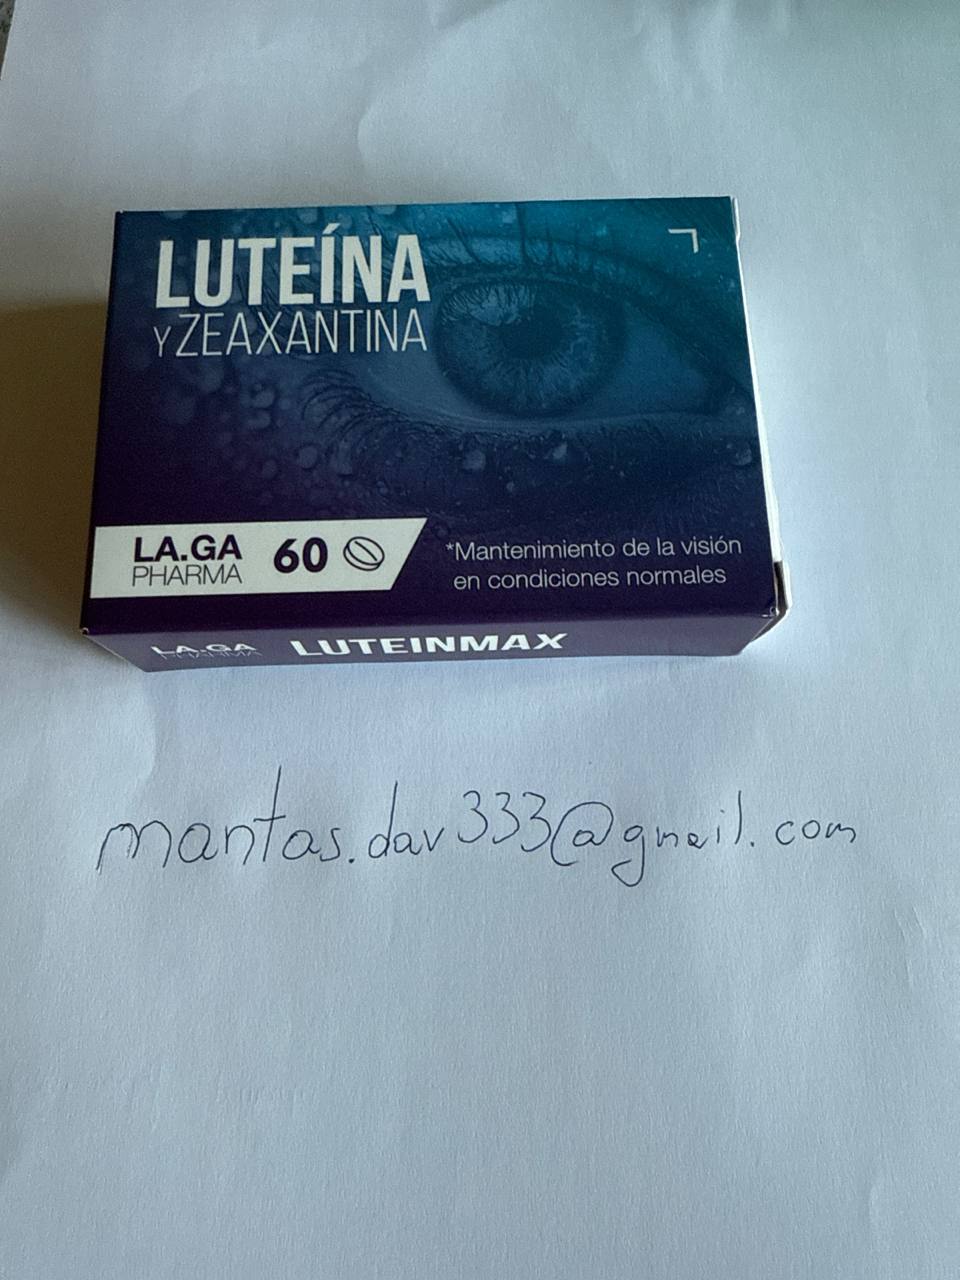 LUTEÍNA
Y ZEAXANTINA
LA.GA
PHARMA
60
*Mantenimiento de la visión
en condiciones normales
LA.GA
PHARMA
LUTEINMAX
mantas.dav333@gmail.com